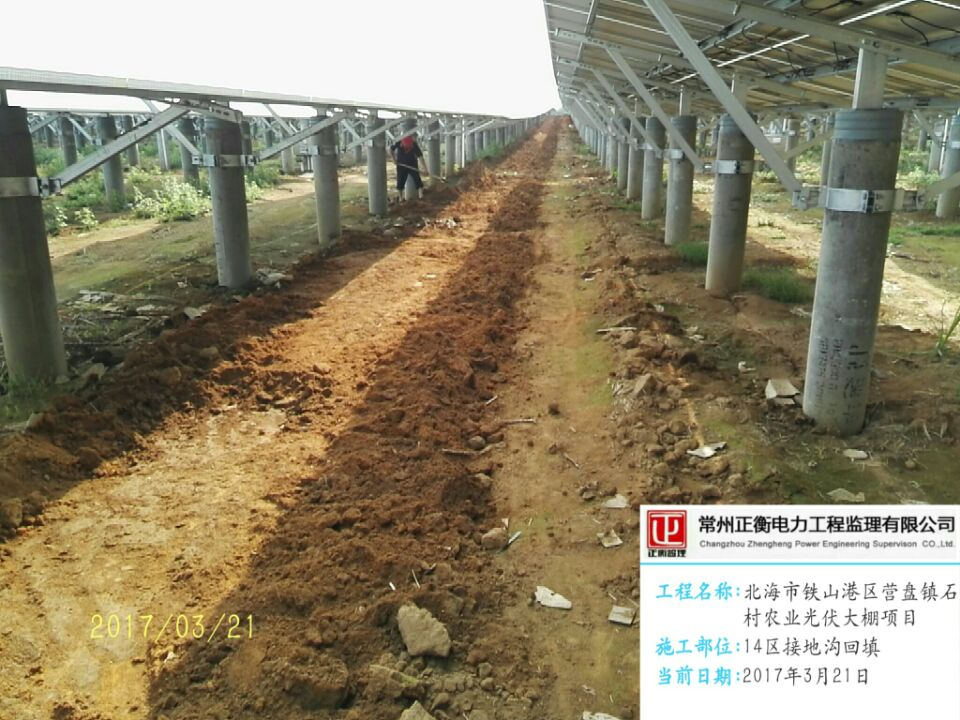 常州正衡电力工程监理有限公司
Changzhou Zhengheng Power Engineering Supervison CO.,Ltd
正衡监理
工程名称:北海市铁山港区营盘镇石
村农业光伏大棚项目
施工部位:14区接地沟回填
当前日期:2017年3月21日
2017/03/21